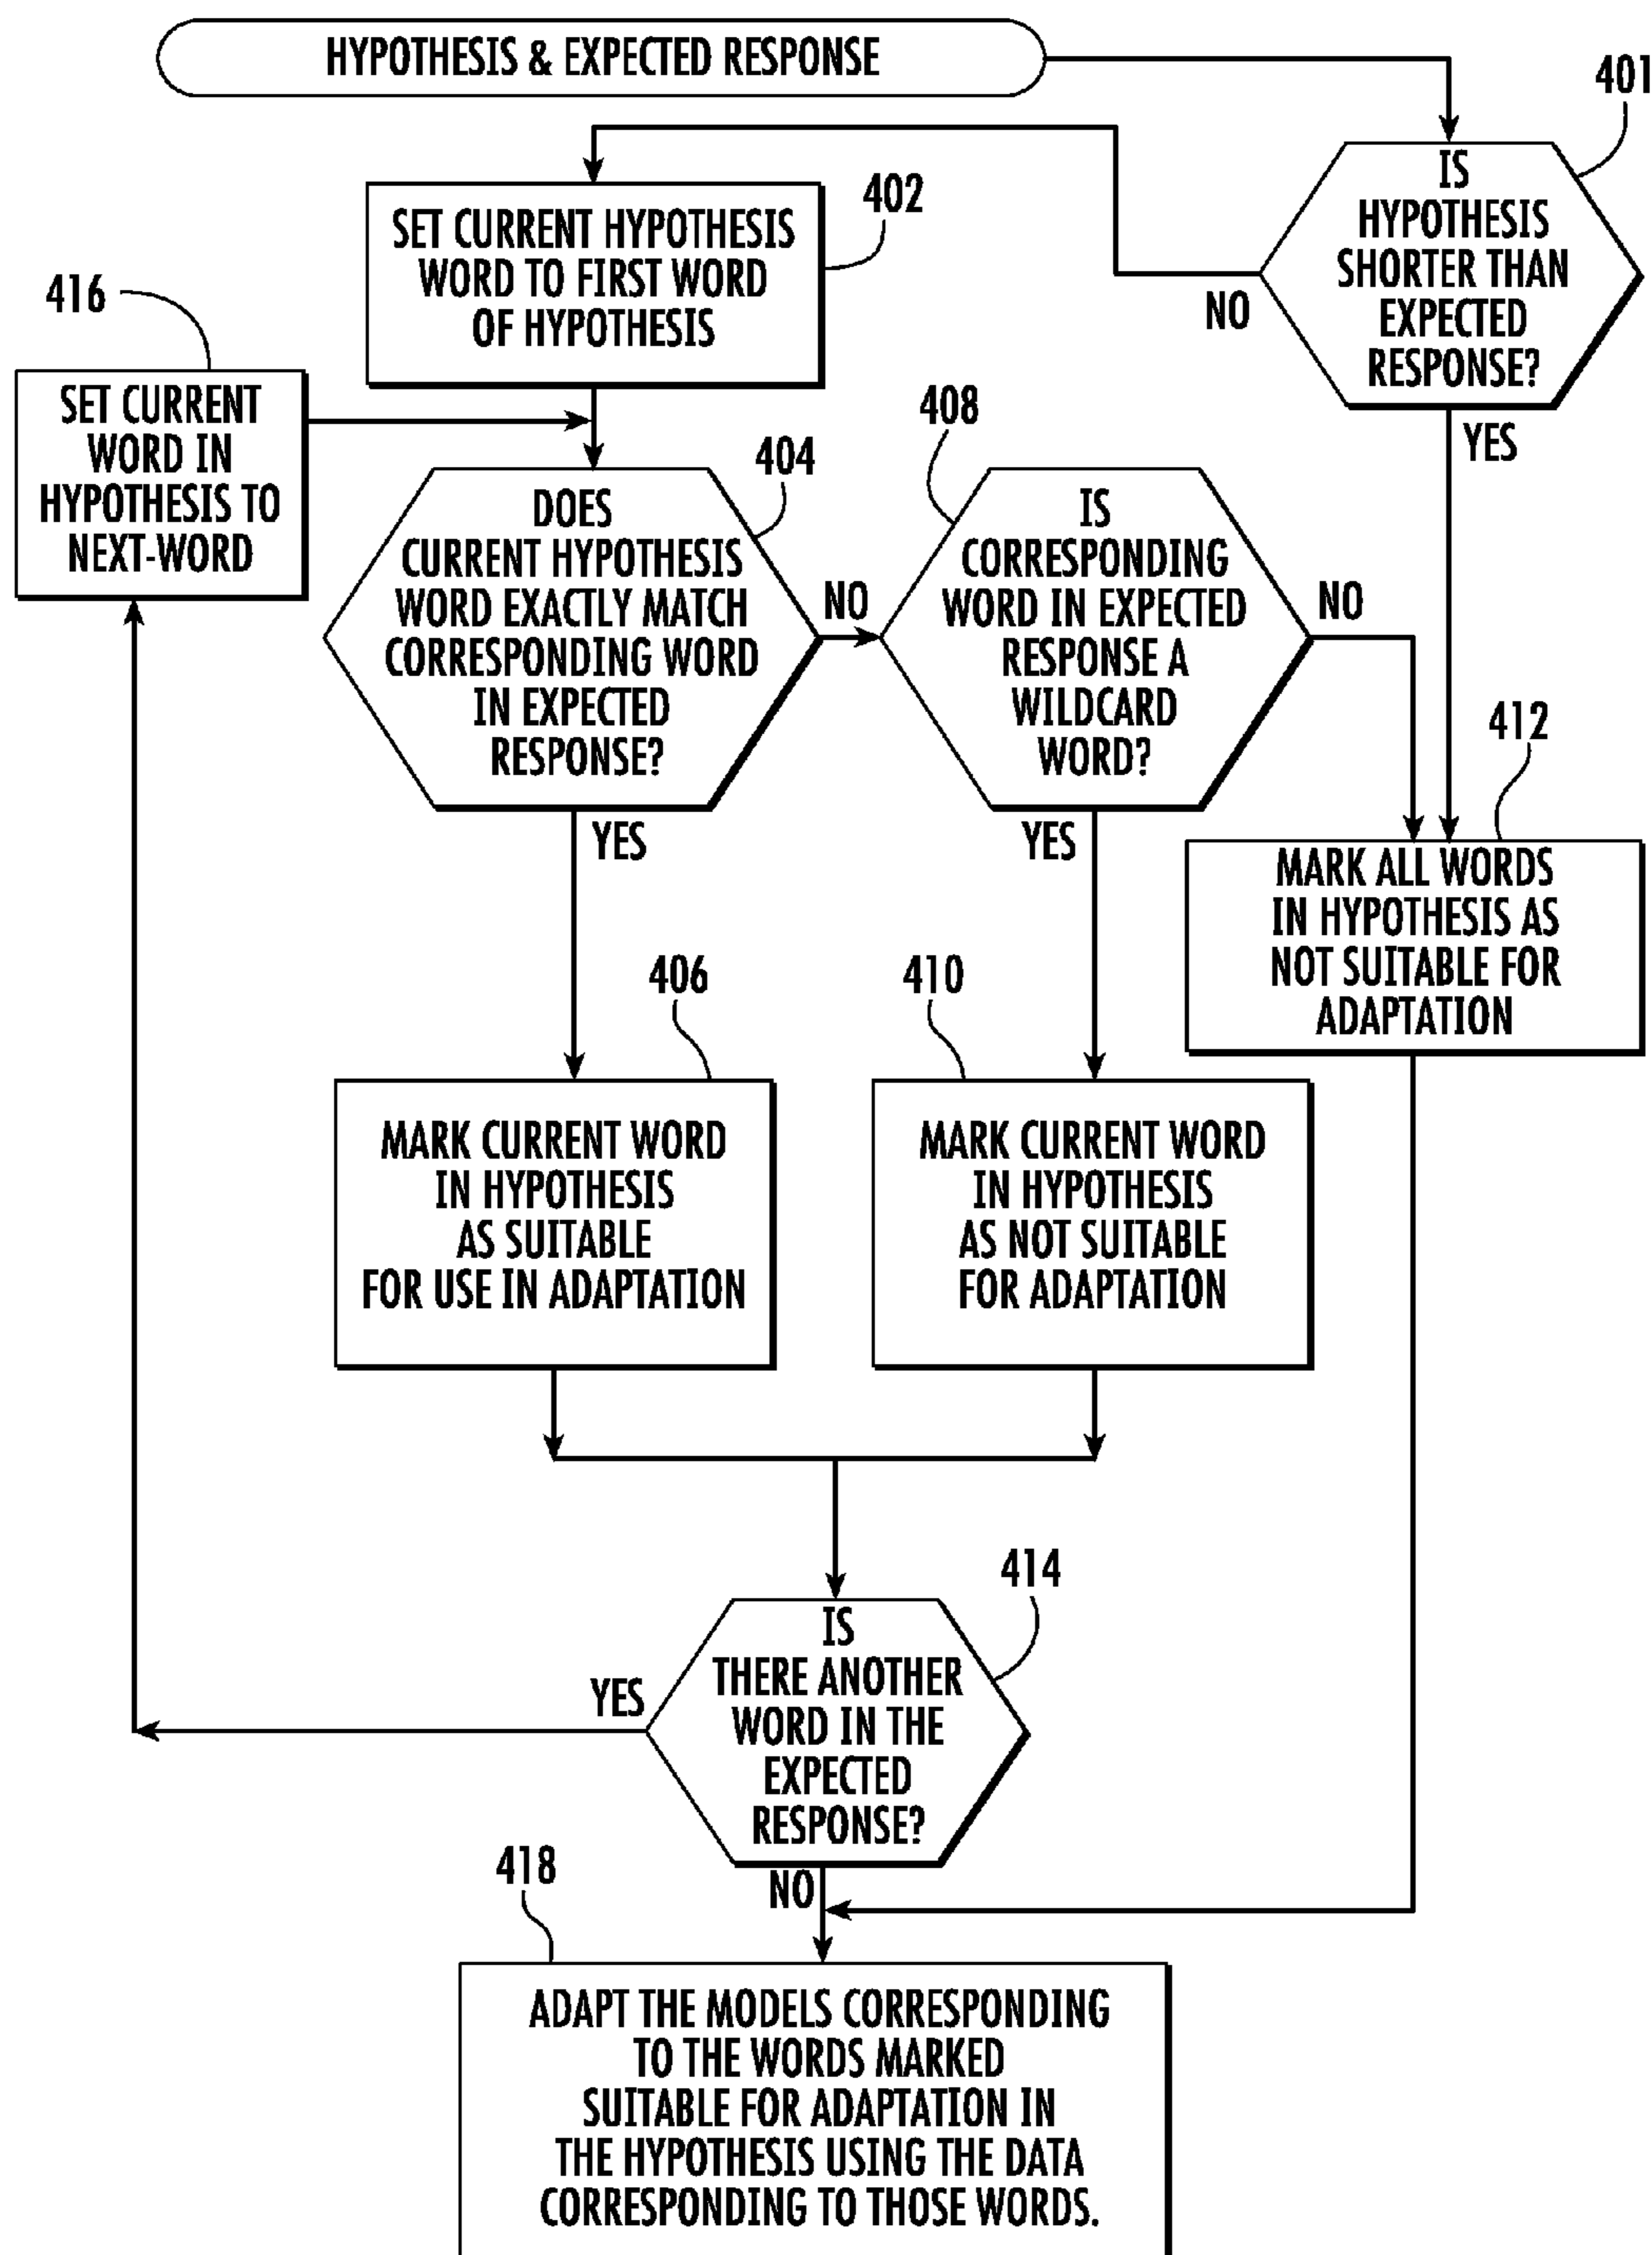 HYPOTHESIS & EXPECTED RESPONSE
401
IS
HYPOTHESIS
SHORTER THAN
EXPECTED
RESPONSE?
NO
YES
402
SET CURRENT HYPOTHESIS
WORD TO FIRST WORD
OF HYPOTHESIS
416
SET CURRENT
WORD IN
HYPOTHESIS TO
NEXT-WORD
404
DOES
CURRENT HYPOTHESIS
WORD EXACTLY MATCH
CORRESPONDING WORD
IN EXPECTED
RESPONSE?
NO
YES
408
IS
CORRESPONDING
WORD IN EXPECTED
RESPONSE A
WILDCARD
WORD?
NO
YES
412
MARK ALL WORDS
IN HYPOTHESIS AS
NOT SUITABLE FOR
ADAPTATION
406
MARK CURRENT WORD
IN HYPOTHESIS
AS SUITABLE
FOR USE IN ADAPTATION
410
MARK CURRENT WORD
IN HYPOTHESIS
AS NOT SUITABLE
FOR ADAPTATION
414
IS
THERE ANOTHER
WORD IN THE
EXPECTED
RESPONSE?
YES
NO
418
ADAPT THE MODELS CORRESPONDING
TO THE WORDS MARKED
SUITABLE FOR ADAPTATION IN
THE HYPOTHESIS USING THE DATA
CORRESPONDING TO THOSE WORDS.